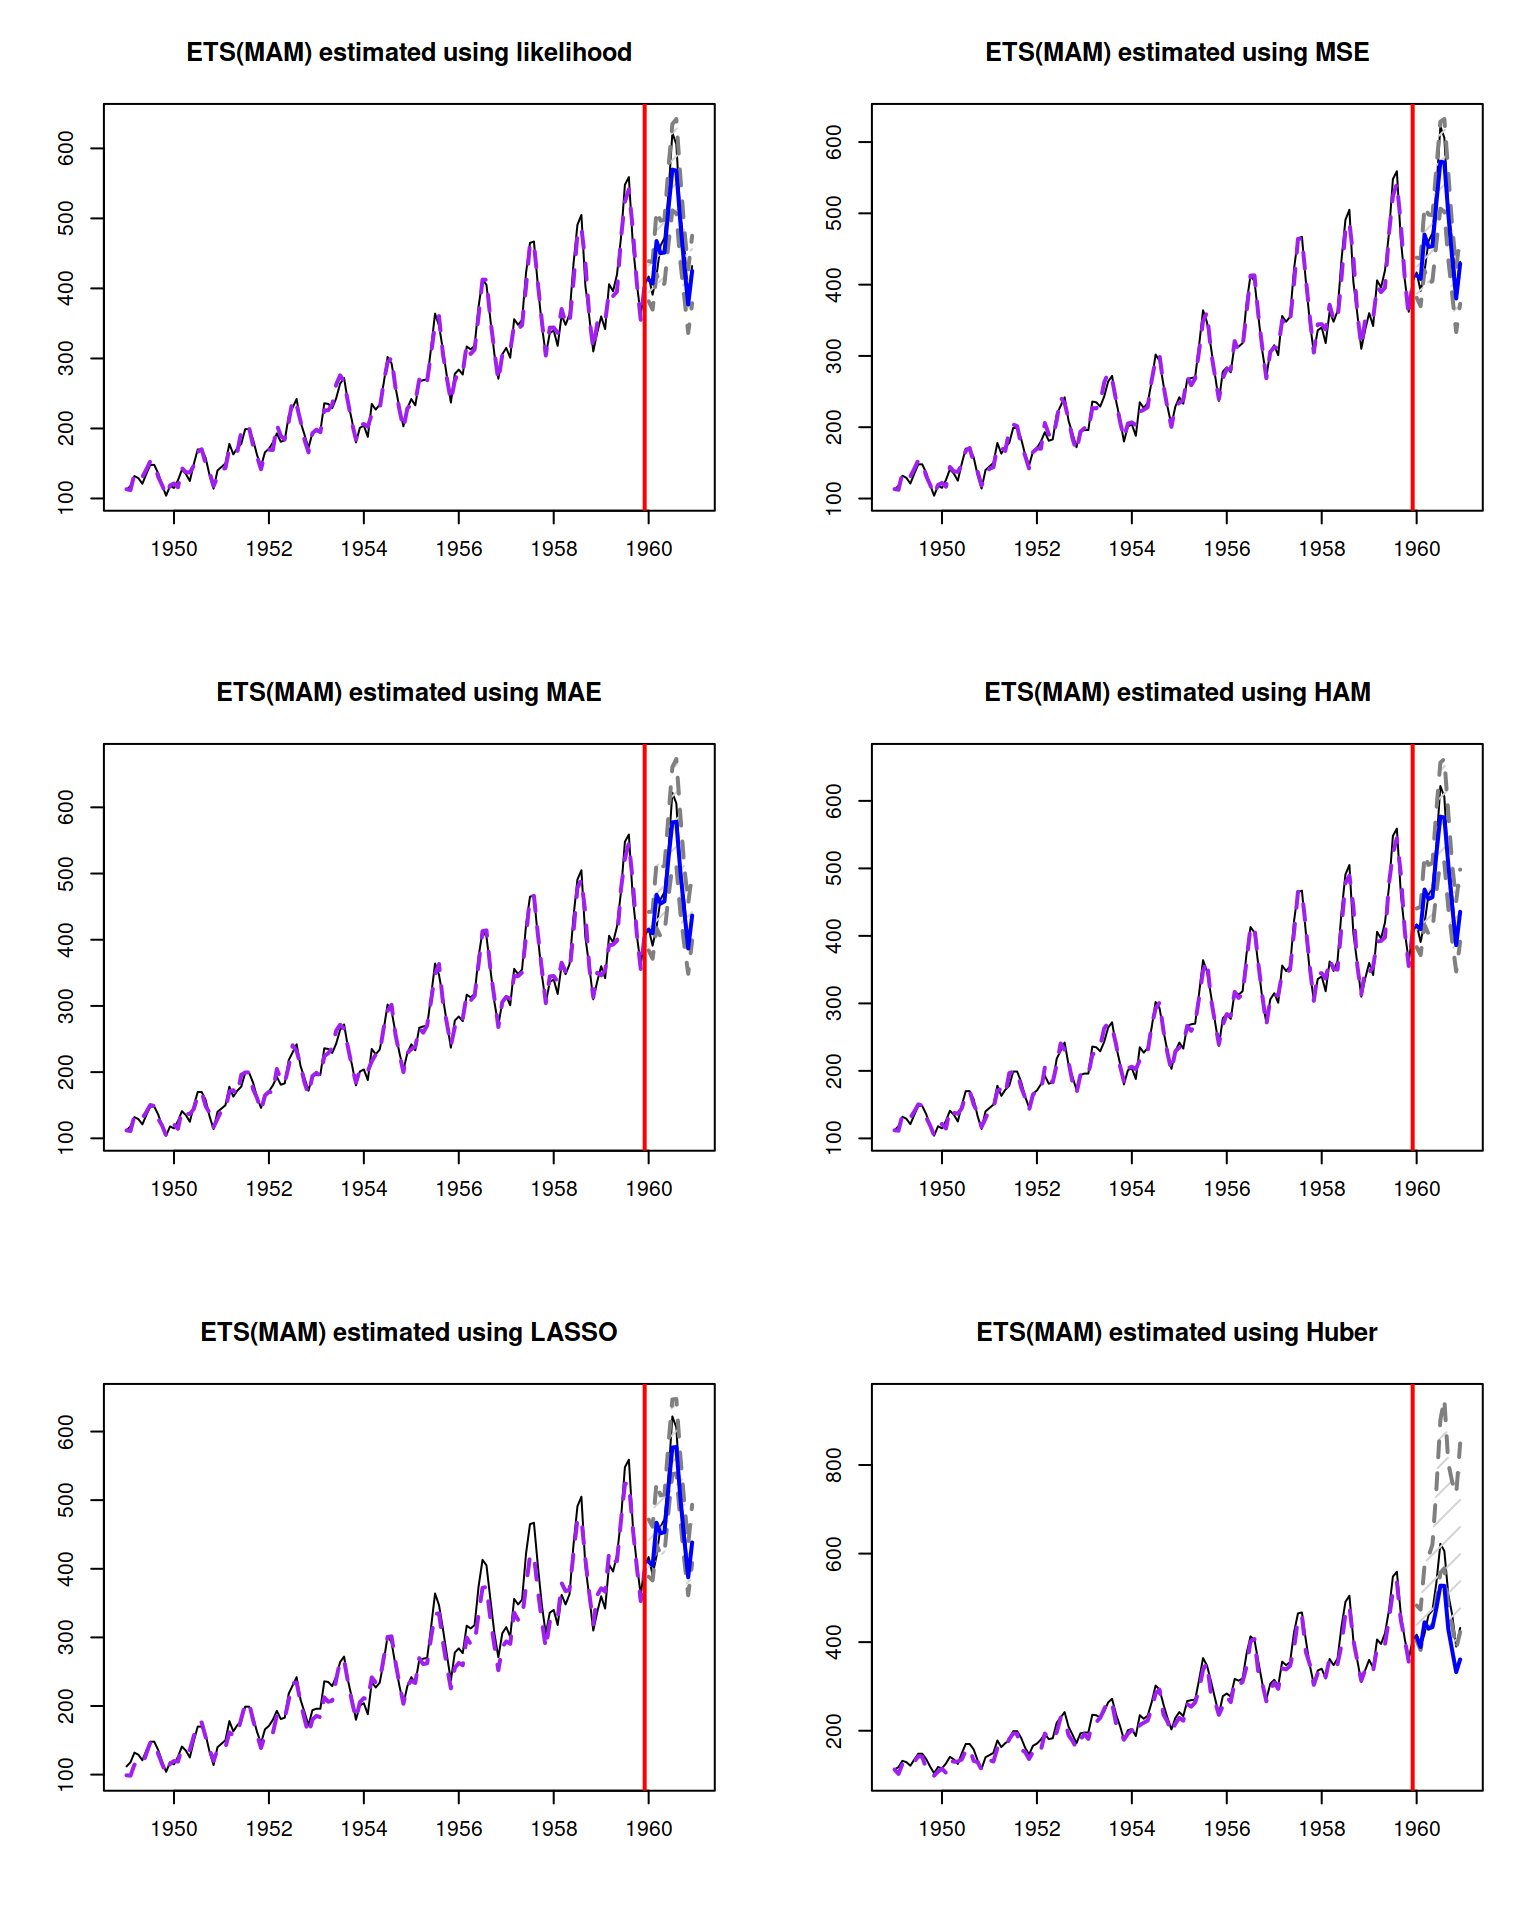 ETS(MAM) estimated using likelihood
100 200 300 400 500 600
1950 1952 1954 1956 1958 1960
ETS(MAM) estimated using MSE
100 200 300 400 500 600
1950 1952 1954 1956 1958 1960
ETS(MAM) estimated using MAE
100 200 300 400 500 600
1950 1952 1954 1956 1958 1960
ETS(MAM) estimated using HAM
100 200 300 400 500 600
1950 1952 1954 1956 1958 1960
ETS(MAM) estimated using LASSO
100 200 300 400 500 600
1950 1952 1954 1956 1958 1960
ETS(MAM) estimated using Huber
200 400 600 800
1950 1952 1954 1956 1958 1960